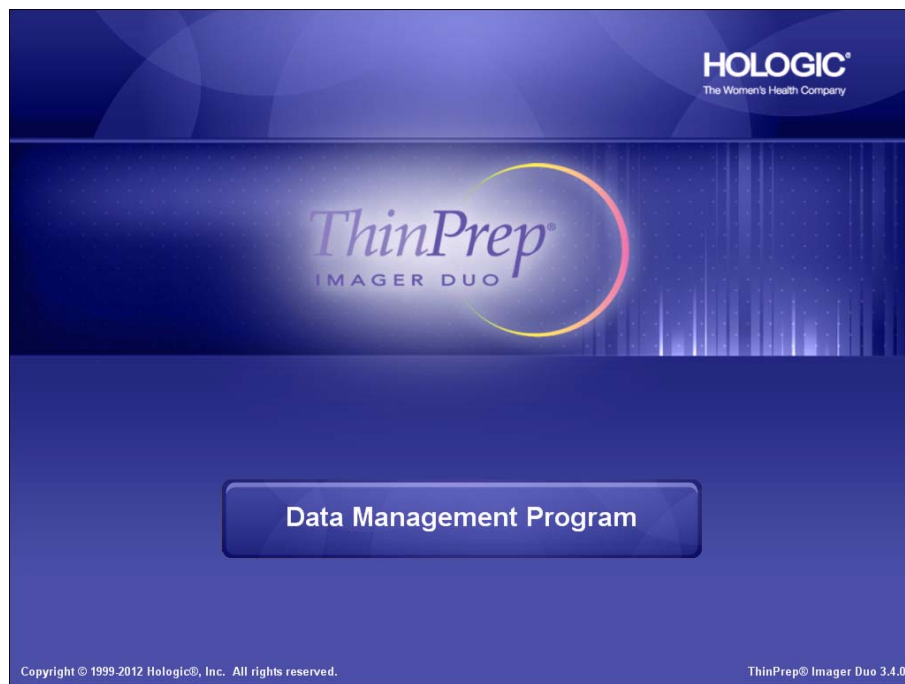 HOLOGIC®
The Women's Health Company
ThinPrep®
IMAGER DUO
Data Management Program
Copyright © 1999-2012 Hologic®, Inc. All rights reserved.
ThinPrep® Imager Duo 3.4.0